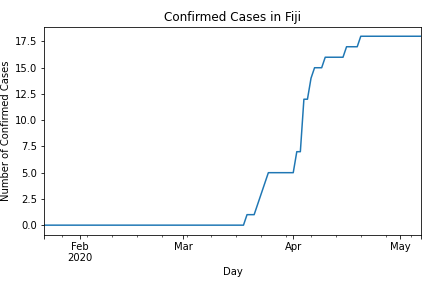 Confirmed Cases in Fiji
Number of Confirmed Cases
17.5
15.0
12.5
10.0
7.5
5.0
2.5
0.0
Feb Mar Apr May
2020
Day